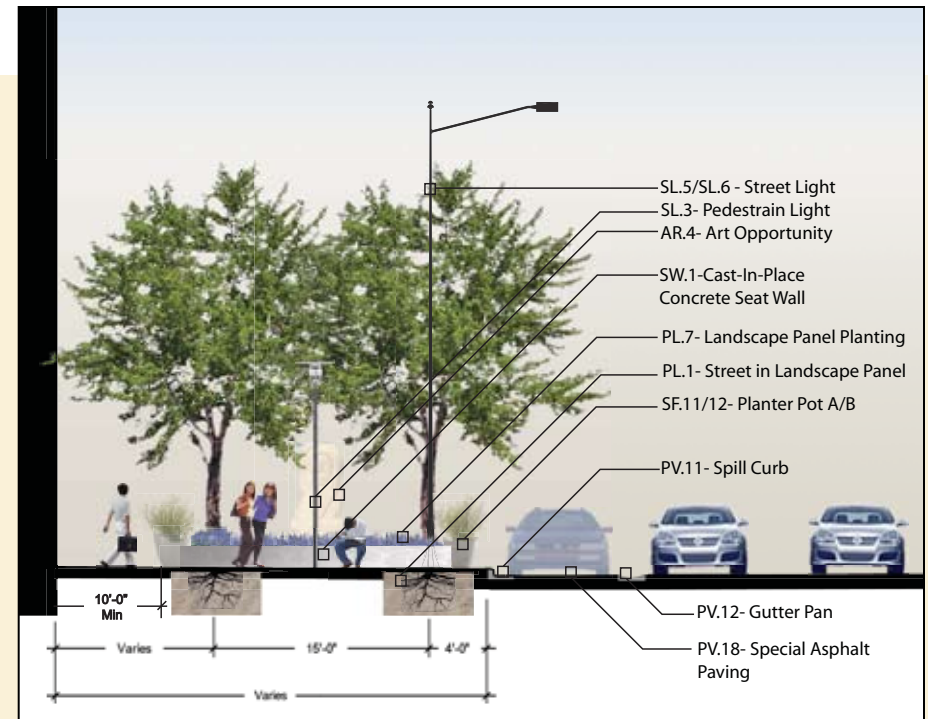 SL.5/SL.6 - Street Light
SL.3- Pedestrain Light
AR.4- Art Opportunity
SW.1-Cast-In-Place
Concrete Seat Wall
PL.7- Landscape Panel Planting
PL.1- Street in Landscape Panel
SF.11/12- Planter Pot A/B
PV.11- Spill Curb
PV.12- Gutter Pan
PV.18- Special Asphalt
Paving
10'-0"
Min
Varies
15'-0"
4'-0"
Varies